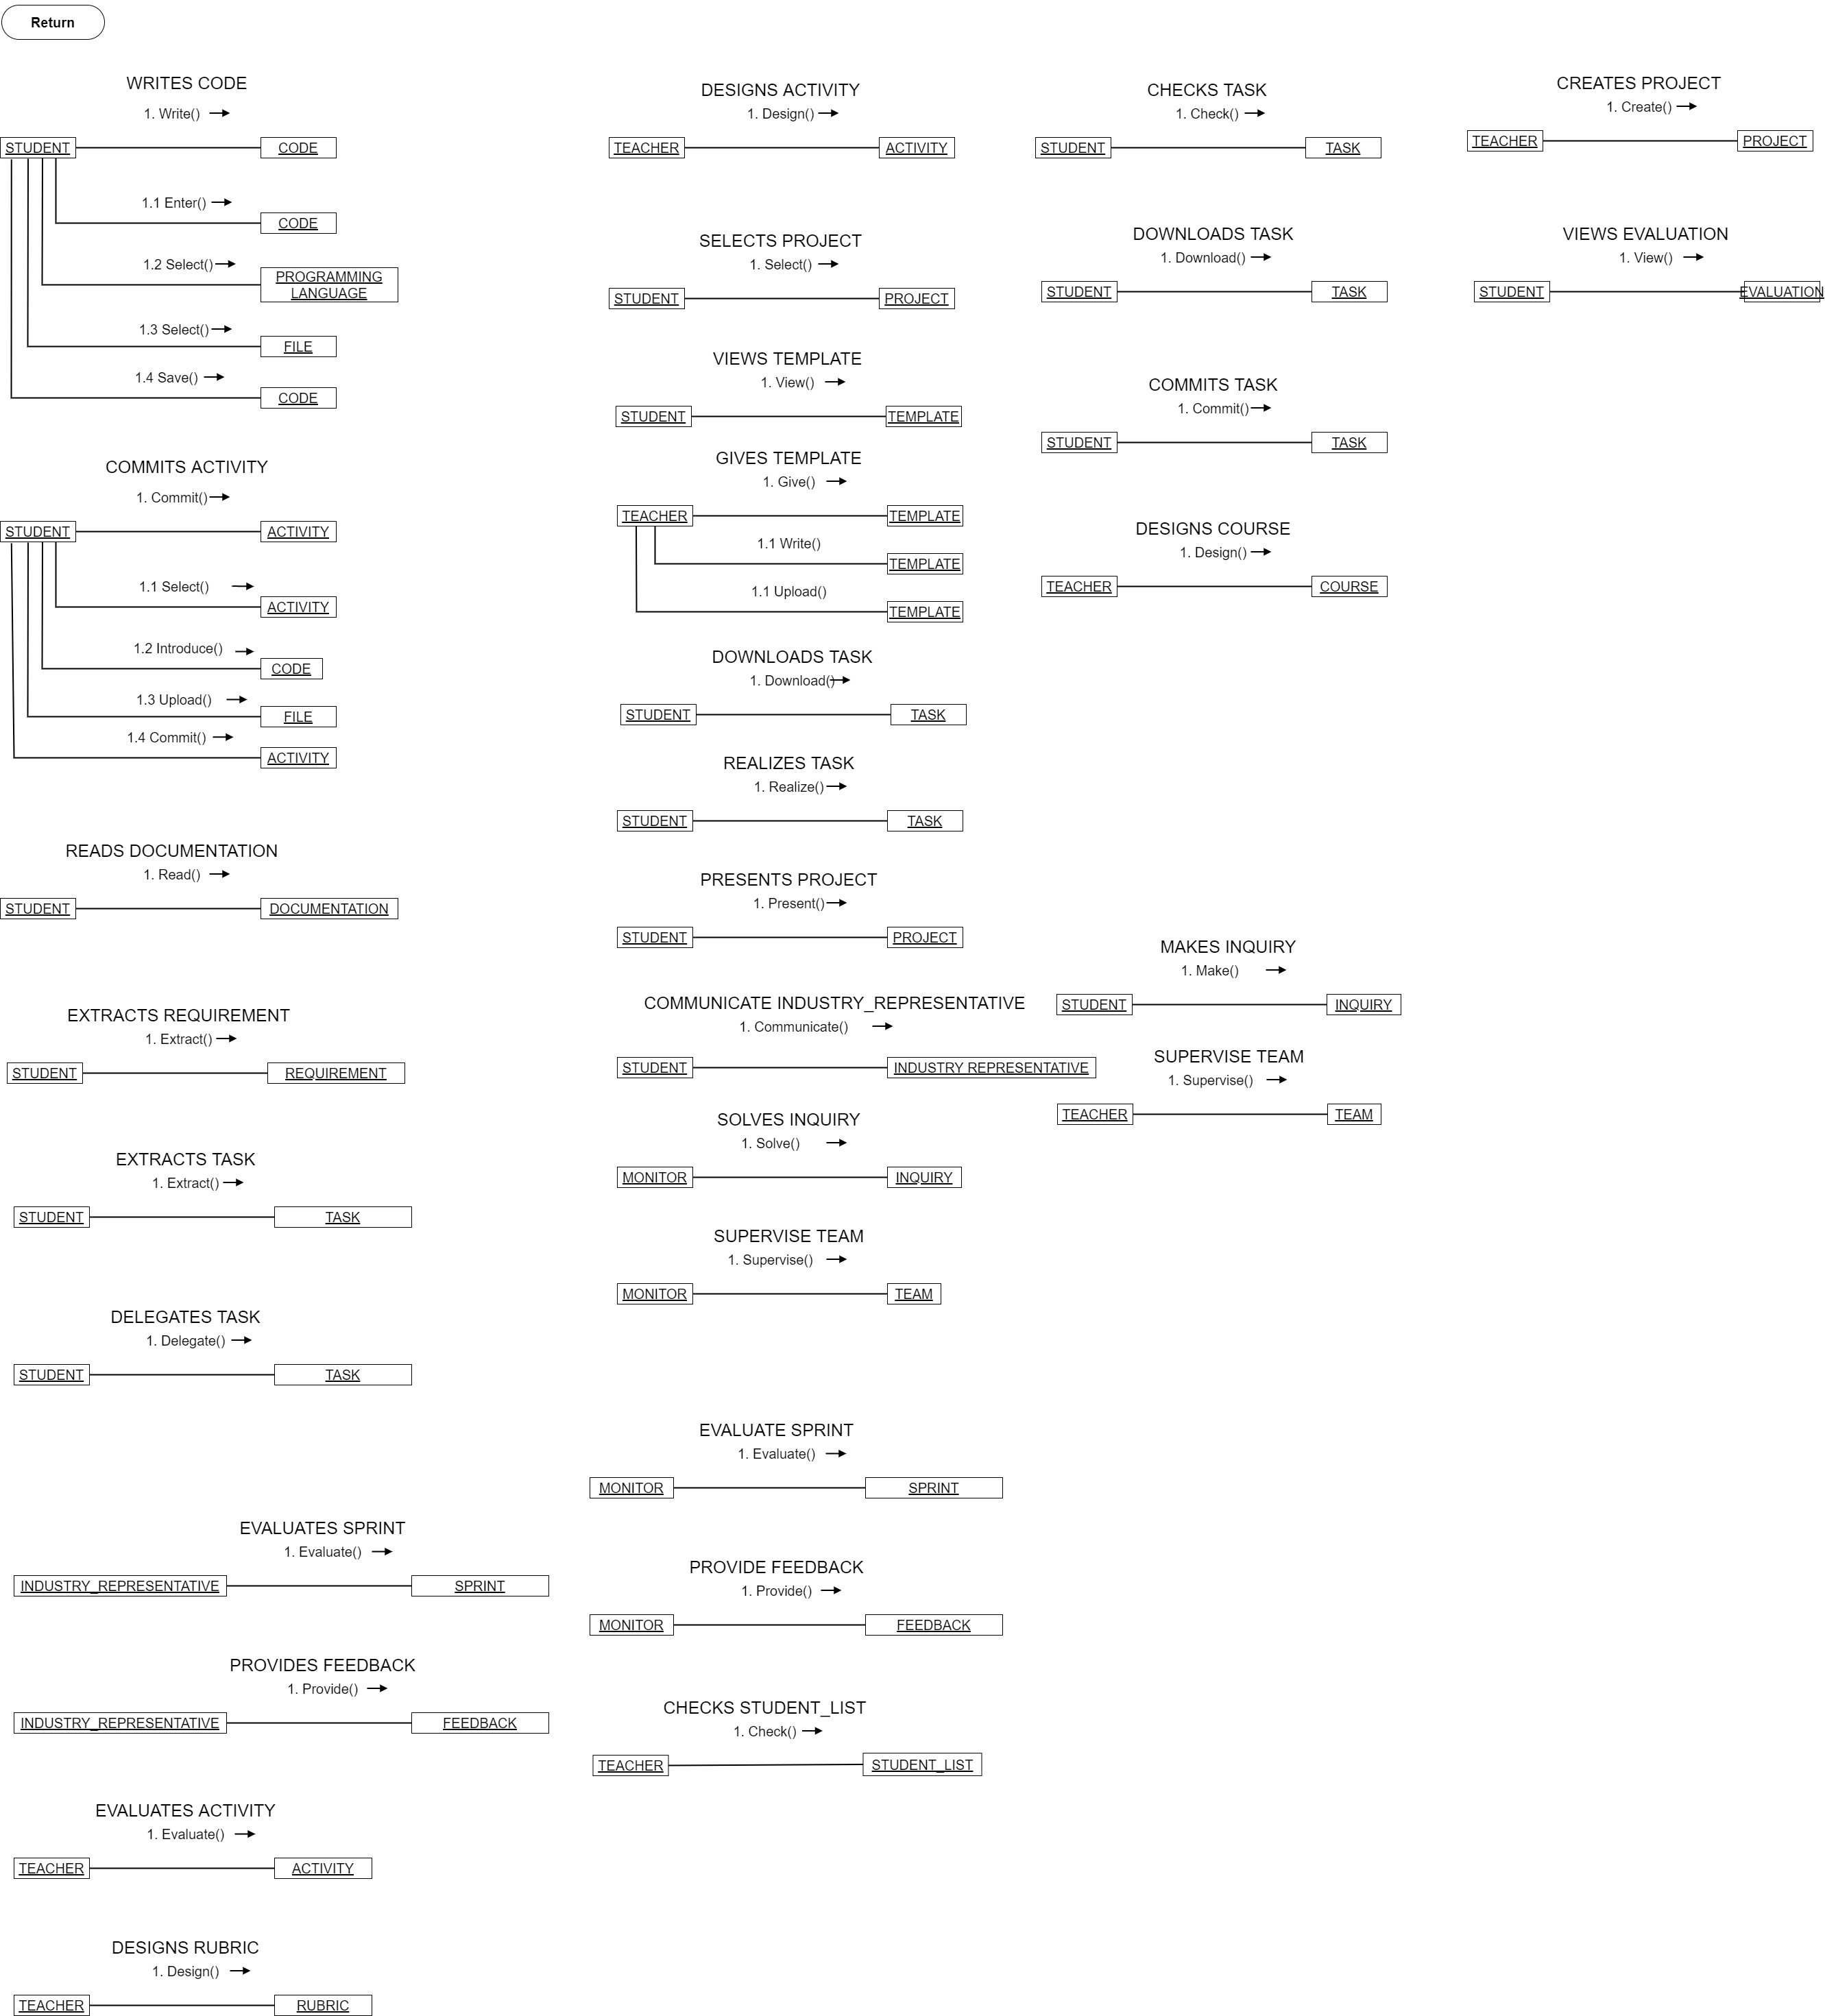 Return
WRITES CODE
1. Write()
STUDENT
CODE
1.1 Enter()
CODE
1.2 Select()
PROGRAMMING
LANGUAGE
1.3 Select()
FILE
1.4 Save()
CODE
COMMITS ACTIVITY
1. Commit()
STUDENT
ACTIVITY
1.1 Select()
ACTIVITY
1.2 Introduce()
CODE
1.3 Upload()
FILE
1.4 Commit()
ACTIVITY
READS DOCUMENTATION
1. Read()
STUDENT
DOCUMENTATION
EXTRACTS REQUIREMENT
1. Extract()
STUDENT
REQUIREMENT
EXTRACTS TASK
1. Extract()
STUDENT
TASK
DELEGATES TASK
1. Delegate()
STUDENT
TASK
EVALUATES SPRINT
1. Evaluate()
INDUSTRY_REPRESENTATIVE
SPRINT
PROVIDES FEEDBACK
1. Provide()
INDUSTRY_REPRESENTATIVE
FEEDBACK
EVALUATES ACTIVITY
1. Evaluate()
TEACHER
ACTIVITY
DESIGNS RUBRIC
1. Design()
TEACHER
RUBRIC
DESIGNS ACTIVITY
1. Design()
TEACHER
ACTIVITY
SELECTS PROJECT
1. Select()
STUDENT
PROJECT
VIEWS TEMPLATE
1. View()
STUDENT
TEMPLATE
GIVES TEMPLATE
1. Give()
TEACHER
TEMPLATE
1.1 Write()
TEMPLATE
1.1 Upload()
TEMPLATE
DOWNLOADS TASK
1. Download()
STUDENT
TASK
REALIZES TASK
1. Realize()
STUDENT
TASK
PRESENTS PROJECT
1. Present()
STUDENT
PROJECT
COMMUNICATE INDUSTRY_REPRESENTATIVE
1. Communicate()
STUDENT
INDUSTRY REPRESENTATIVE
SOLVES INQUIRY
1. Solve()
MONITOR
INQUIRY
SUPERVISE TEAM
1. Supervise()
MONITOR
TEAM
EVALUATE SPRINT
1. Evaluate()
MONITOR
SPRINT
PROVIDE FEEDBACK
1. Provide()
MONITOR
FEEDBACK
CHECKS STUDENT_LIST
1. Check()
TEACHER
STUDENT_LIST
CHECKS TASK
1. Check()
STUDENT
TASK
DOWNLOADS TASK
1. Download()
STUDENT
TASK
COMMITS TASK
1. Commit()
STUDENT
TASK
DESIGNS COURSE
1. Design()
TEACHER
COURSE
MAKES INQUIRY
1. Make()
STUDENT
INQUIRY
SUPERVISE TEAM
1. Supervise()
TEACHER
TEAM
CREATES PROJECT
1. Create()
TEACHER
PROJECT
VIEWS EVALUATION
1. View()
STUDENT
EVALUATION